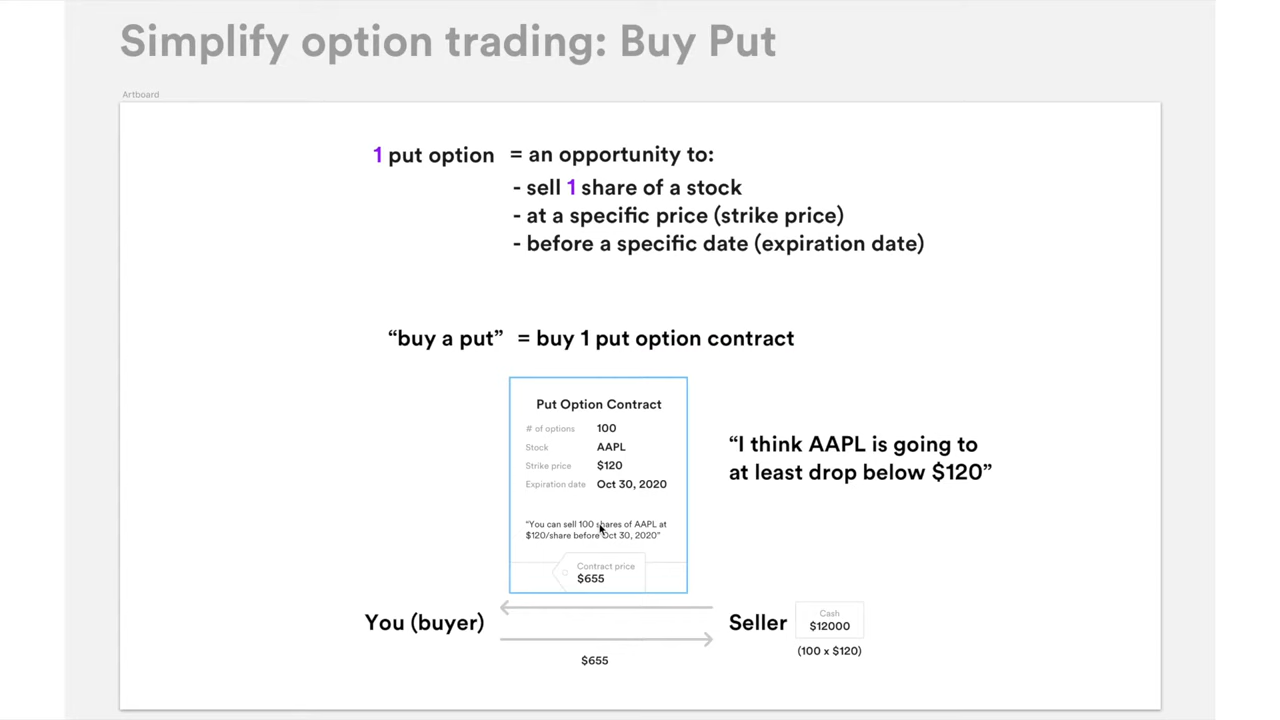 Simplify option trading: Buy Put
Artboard
1 put option = an opportunity to:
- sell 1 share of a stock
- at a specific price (strike price)
- before a specific date (expiration date)
“buy a put” = buy 1 put option contract
Put Option Contract
# of options 100
Stock AAPL
Strike price $120
Expiration date Oct 30, 2020
“You can sell 100 shares of AAPL at
$120/share before Oct 30, 2020”
Contract price
$655
“I think AAPL is going to
at least drop below $120”
You (buyer)
Seller
Cash
$12000
(100 x $120)
$655